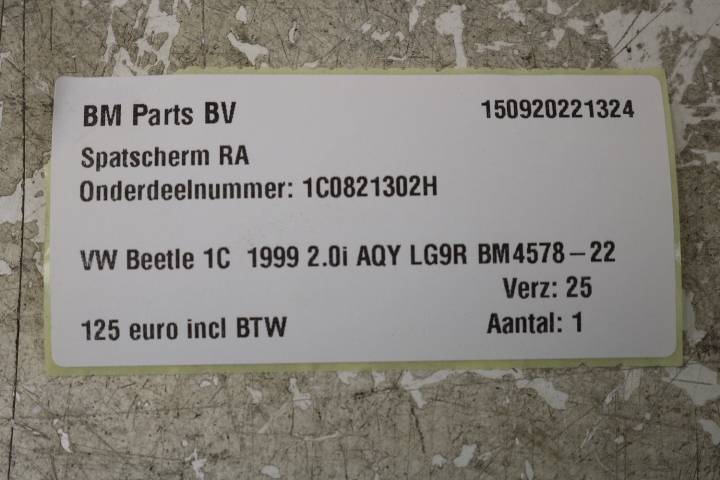 BM Parts BV 150920221324
Spatscherm RA
Onderdeelnummer: 1C0821302H
VW Beetle 1C 1999 2.0i AQY LG9R BM4578-22
Verz: 25
125 euro incl BTW Aantal: 1